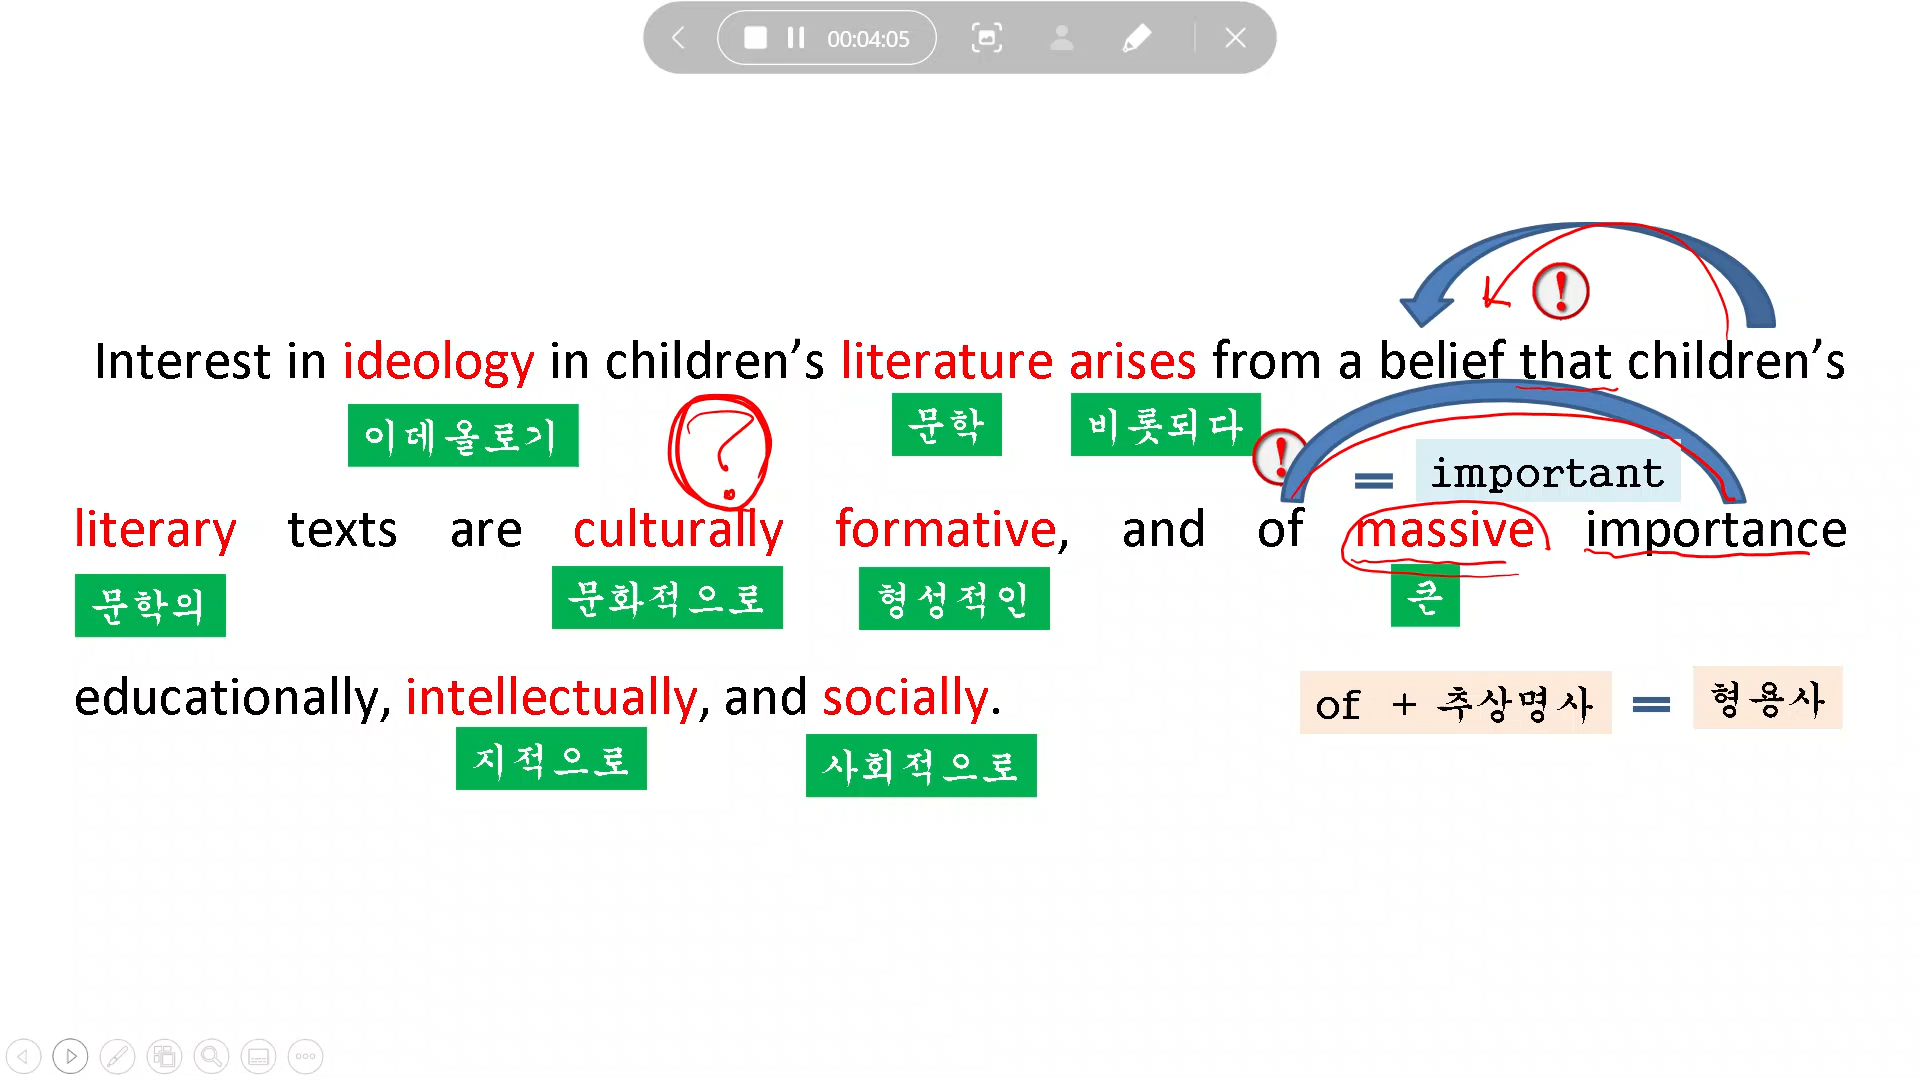 00:04:05
Interest in ideology in children’s literature arises from a belief that children’s
이데올로기 ? 문학 비롯되다 !
= important
literary texts are culturally formative, and of massive importance
문학의 문화적으로 형성적인 큰
educationally, intellectually, and socially.
of + 추상명사 = 형용사
지적으로 사회적으로